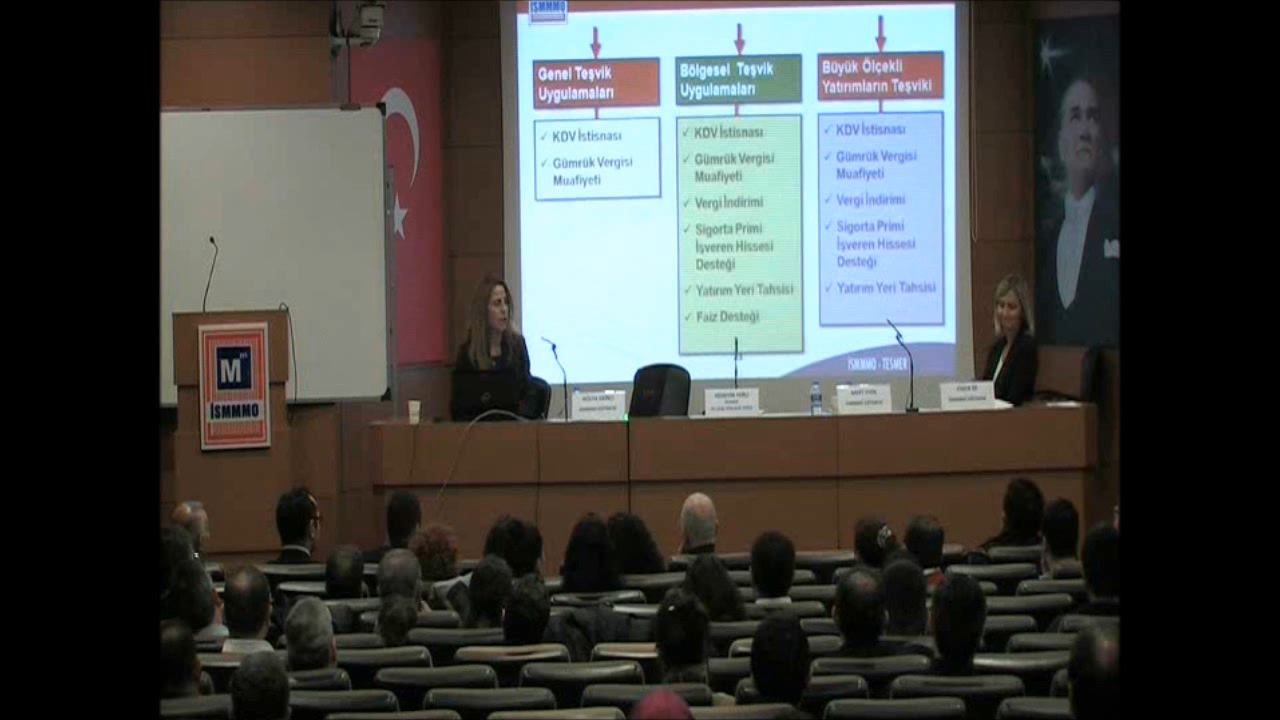 İSMMMO
Genel Teşvik
Uygulamaları
✓ KDV İstisnası
✓ Gümrük Vergisi
Muafiyeti
Bölgesel Teşvik
Uygulamaları
✓ KDV İstisnası
✓ Gümrük Vergisi
Muafiyeti
✓ Vergi İndirimi
✓ Sigorta Primi
İşveren Hissesi
Desteği
✓ Yatırım Yeri Tahsisi
✓ Faiz Desteği
Büyük Ölçekli
Yatırımların Teşviki
✓ KDV İstisnası
✓ Gümrük Vergisi
Muafiyeti
✓ Vergi İndirimi
✓ Sigorta Primi
İşveren Hissesi
Desteği
✓ Yatırım Yeri Tahsisi
İSMMMO - TESMER
M
İSMMMO